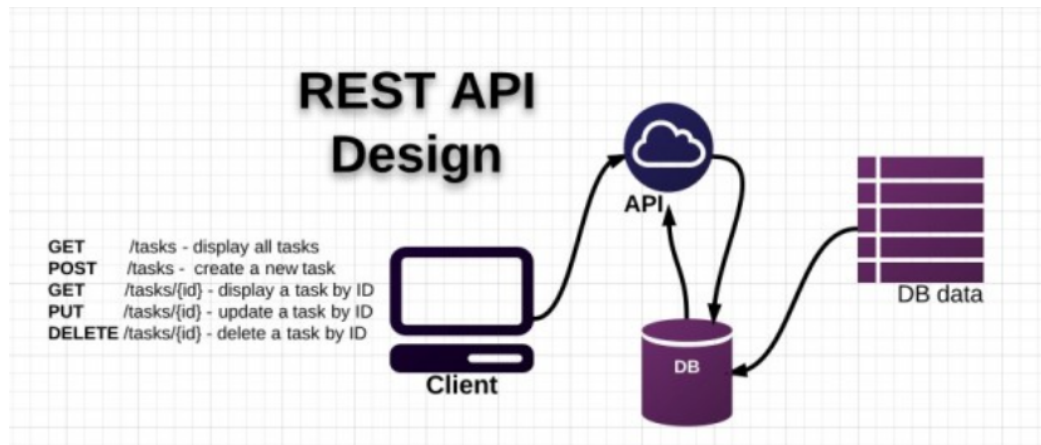 REST API
Design
GET /tasks - display all tasks
POST /tasks - create a new task
GET /tasks/{id} - display a task by ID
PUT /tasks/{id} - update a task by ID
DELETE /tasks/{id} - delete a task by ID
Client
API
DB
DB data